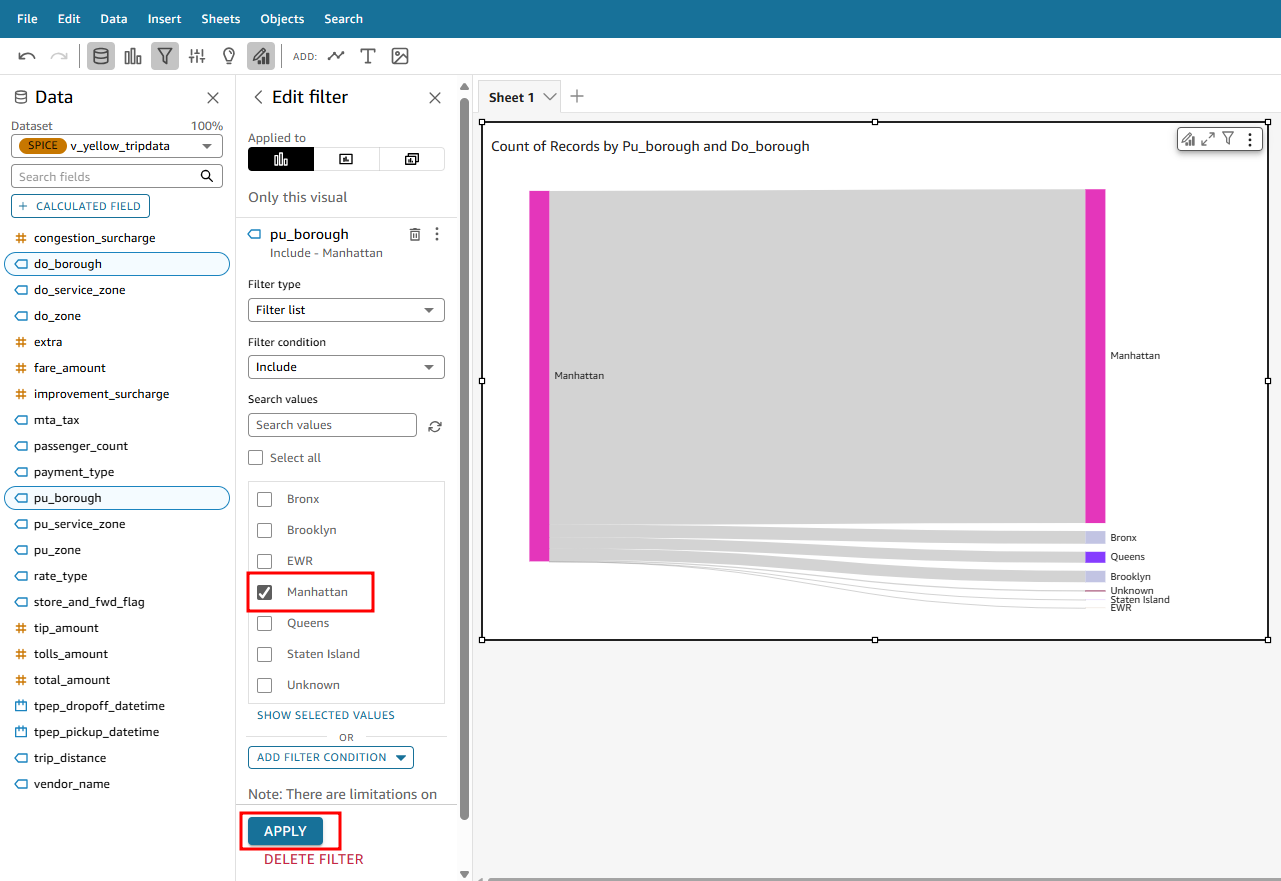 File Edit Data Insert Sheets Objects Search
ADD:
Data
Dataset 100%
SPICE v_yellow_tripdata
Search fields
+ CALCULATED FIELD
congestion_surcharge
do_borough
do_service_zone
do_zone
extra
fare_amount
improvement_surcharge
mta_tax
passenger_count
payment_type
pu_borough
pu_service_zone
pu_zone
rate_type
store_and_fwd_flag
tip_amount
tolls_amount
total_amount
tpep_dropoff_datetime
tpep_pickup_datetime
trip_distance
vendor_name
Edit filter
Applied to
Only this visual
pu_borough
Include - Manhattan
Filter type
Filter list
Filter condition
Include
Search values
Search values
Select all
Bronx
Brooklyn
EWR
Manhattan
Queens
Staten Island
Unknown
SHOW SELECTED VALUES
OR
ADD FILTER CONDITION
Note: There are limitations on
APPLY
DELETE FILTER
Sheet 1
Count of Records by Pu_borough and Do_borough
Manhattan
Manhattan
Bronx
Queens
Brooklyn
Unknown
Staten Island
EWR